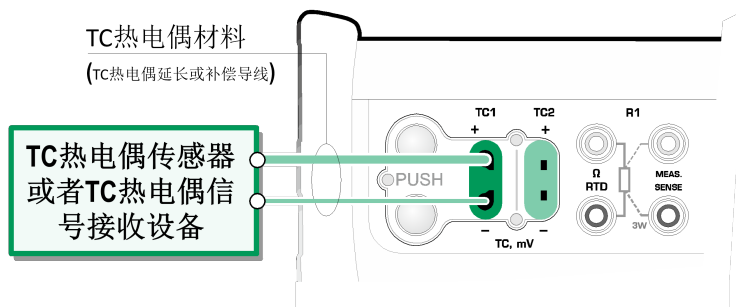 TC热电偶材料
(TC热电偶延长或补偿导线)
TC热电偶传感器
或者TC热电偶信
号接收设备
TC1 TC2 R1
+ +
PUSH
Ω
RTD
MEAS.
SENSE
3W
– –
TC, mV